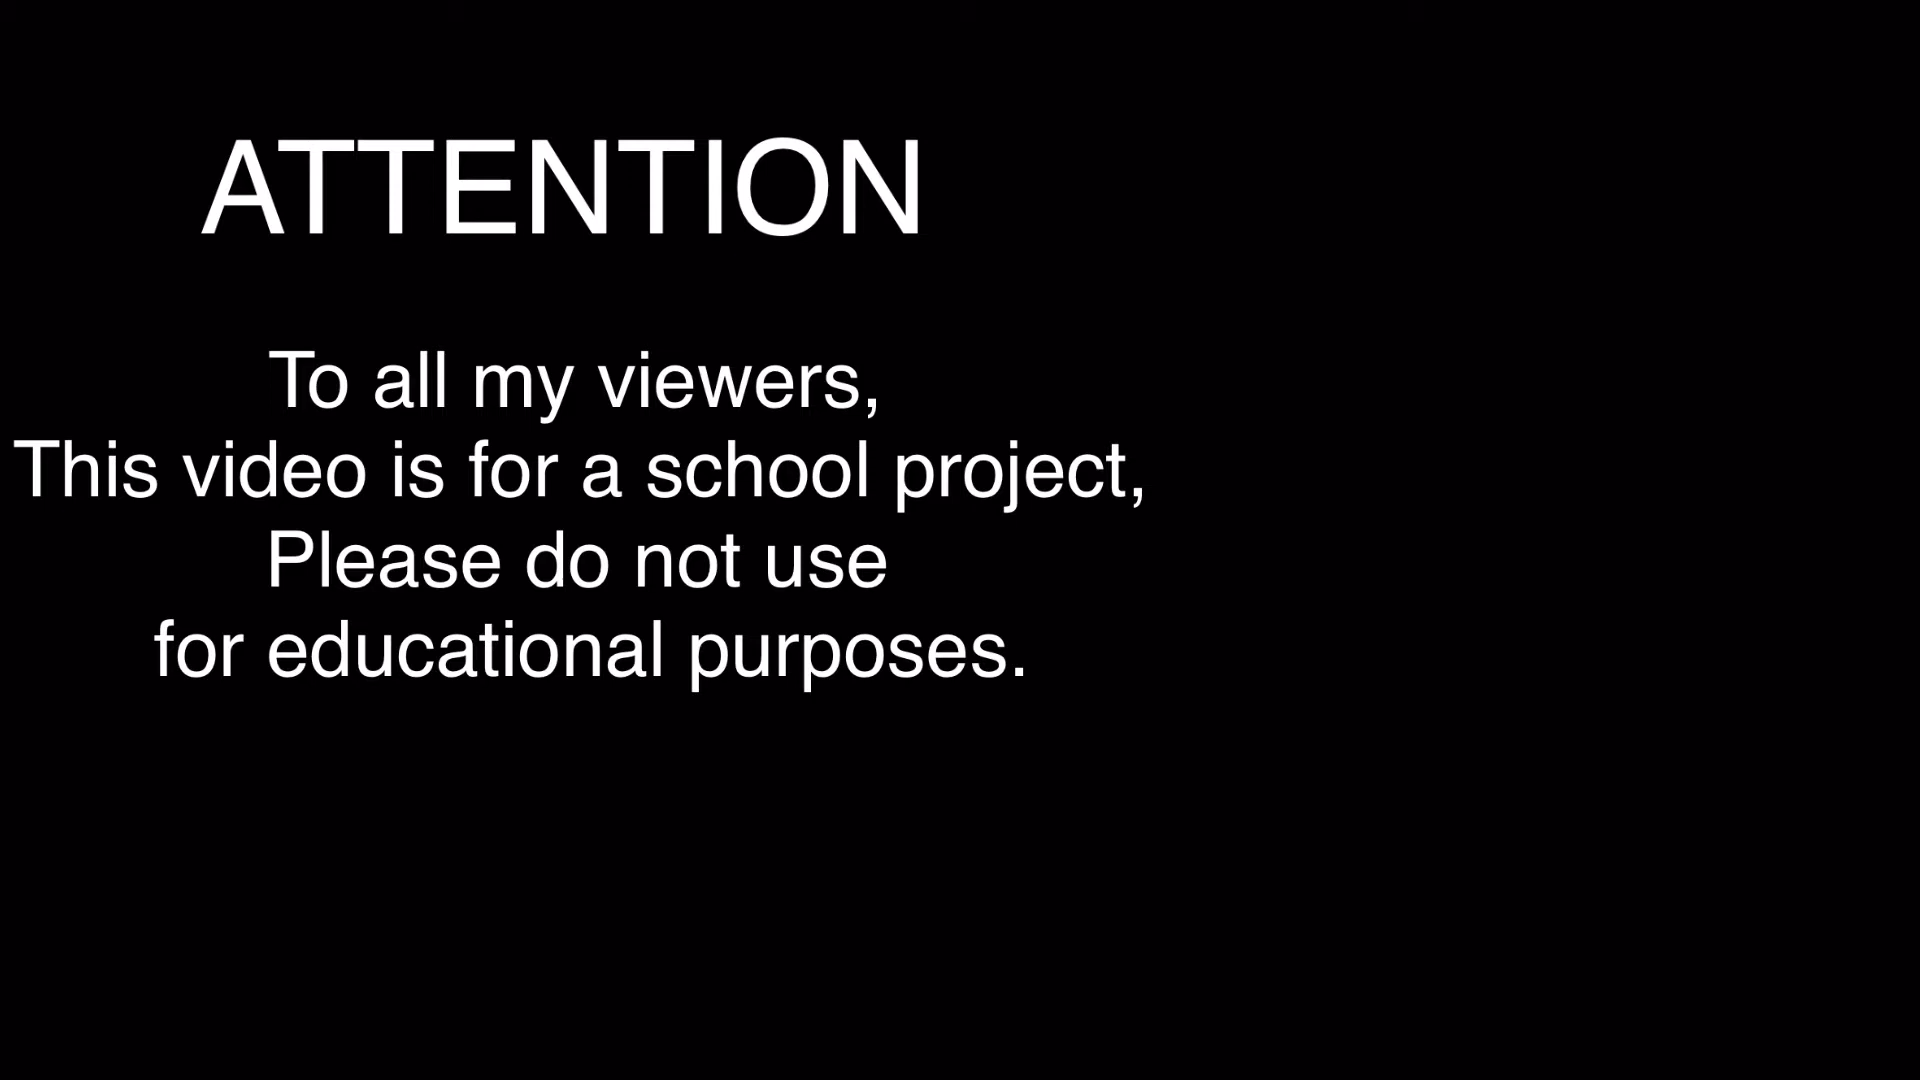 ATTENTION
To all my viewers,
This video is for a school project,
Please do not use
for educational purposes.